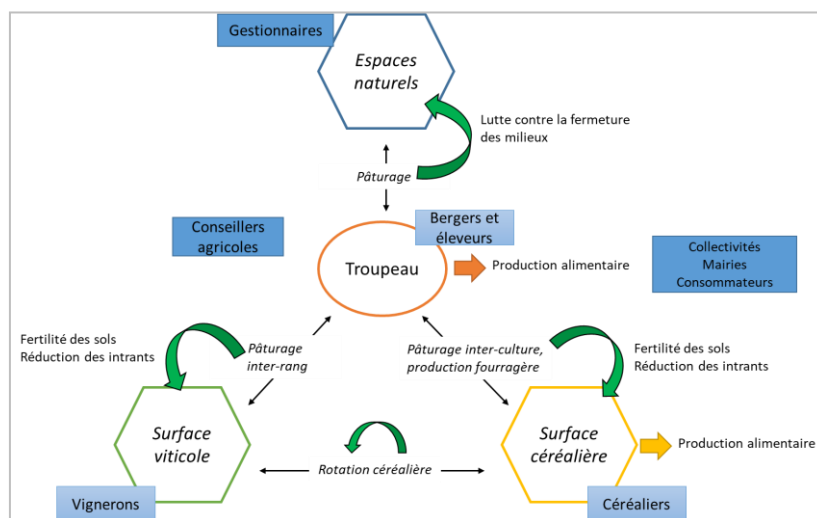 Gestionnaires
Espaces
naturels
Lutte contre la fermeture
des milieux
Pâturage
Conseillers
agricoles
Bergers et
éleveurs
Troupeau
Production alimentaire
Collectivités
Mairies
Consommateurs
Fertilité des sols
Réduction des intrants
Pâturage
inter-rang
Pâturage inter-culture,
production fourragère
Fertilité des sols
Réduction des intrants
Surface
viticole
Rotation céréalière
Surface
céréalière
Production alimentaire
Vignerons
Céréaliers